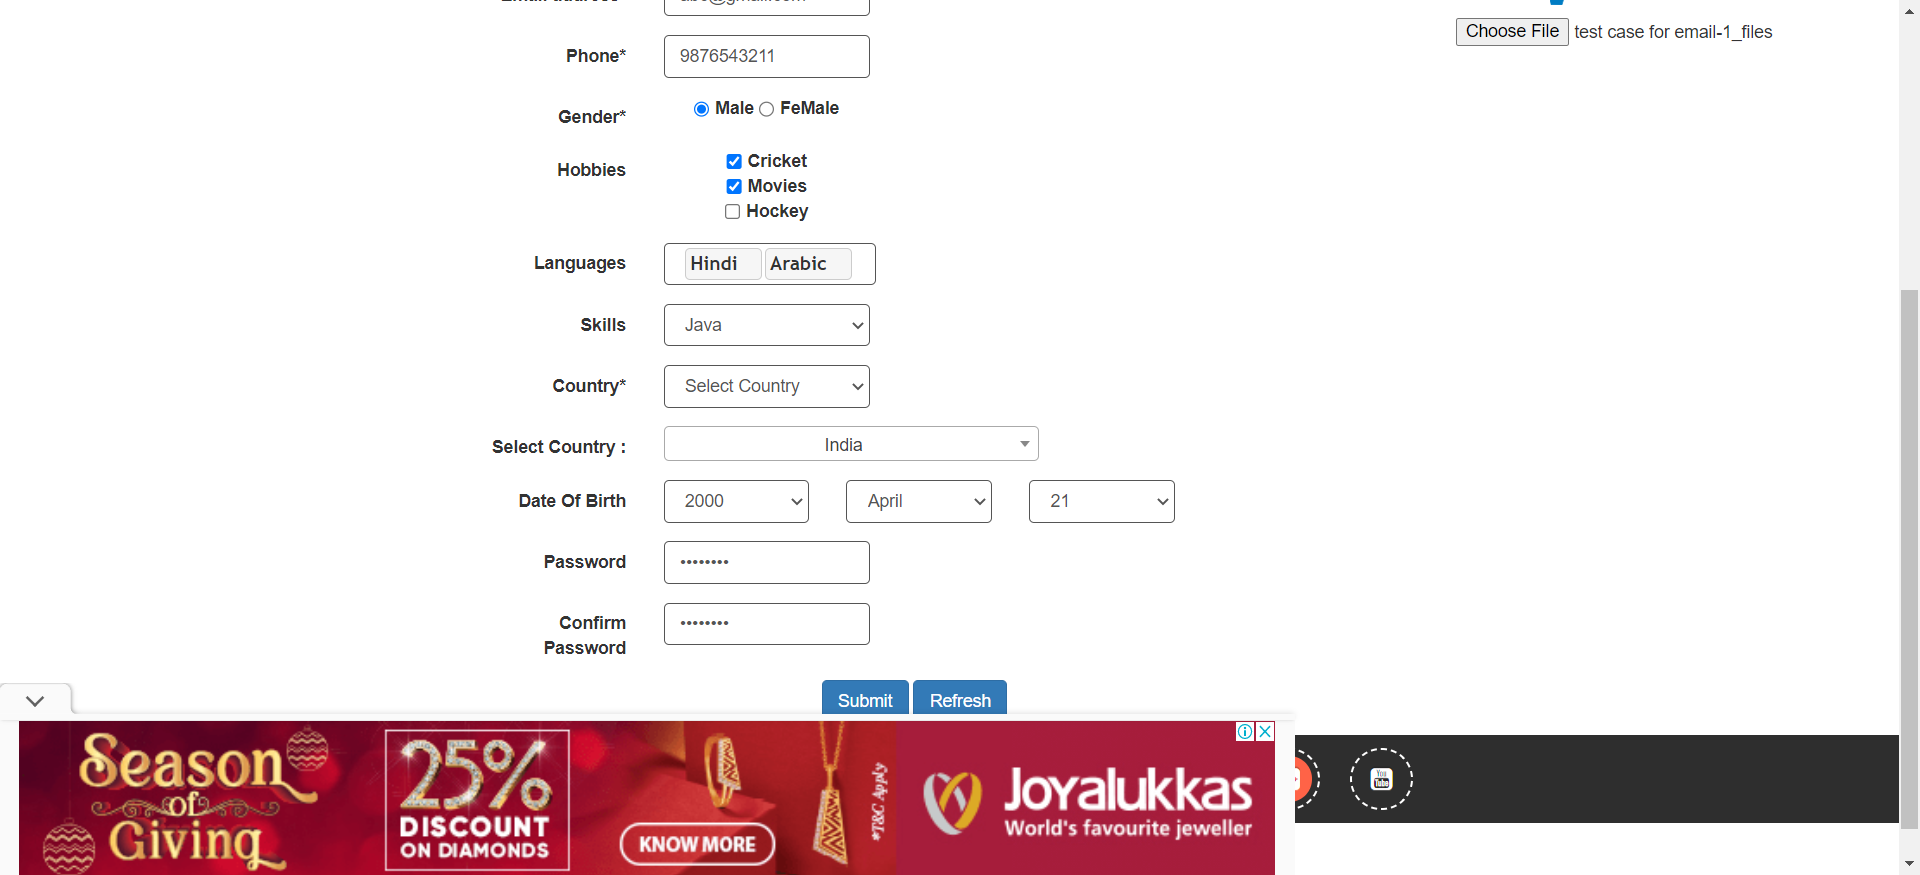 Choose File test case for email-1_files
Phone* 9876543211
Gender* Male FeMale
Hobbies Cricket
Movies
Hockey
Languages Hindi Arabic
Skills Java
Country* Select Country
Select Country : India
Date Of Birth 2000 April 21
Password ••••••••
Confirm Password ••••••••
Submit Refresh
Season
of
Giving
25%
DISCOUNT
ON DIAMONDS
KNOW MORE
*T&C Apply
Joyalukkas
World's favourite jeweller
You
Tube